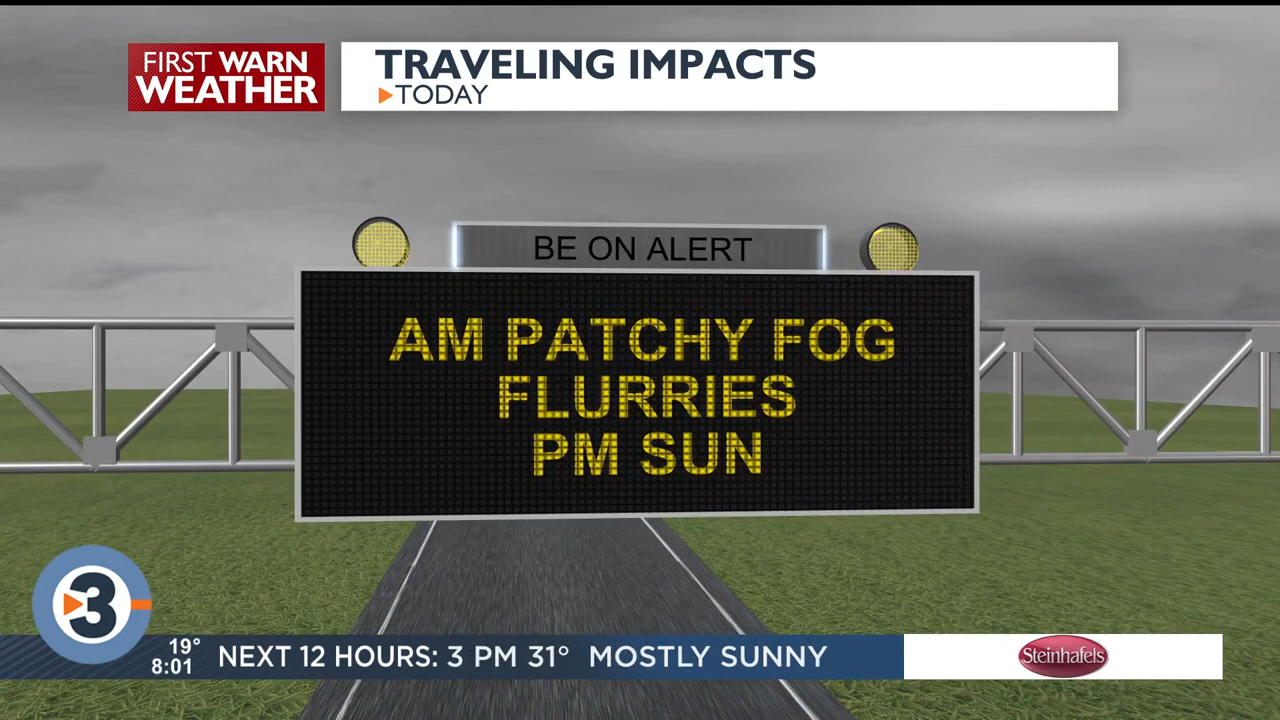 FIRST WARN
WEATHER
TRAVELING IMPACTS
TODAY
BE ON ALERT
AM PATCHY FOG
FLURRIES
PM SUN
3
19°
8:01
NEXT 12 HOURS: 3 PM 31° MOSTLY SUNNY
Steinhafels